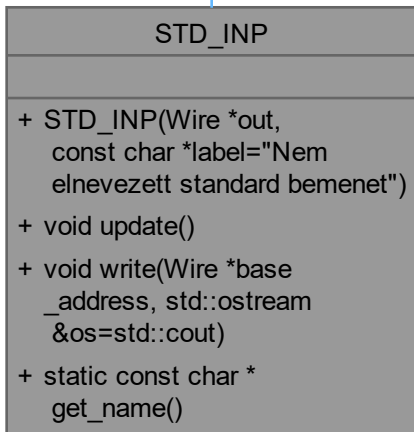 STD_INP
+ STD_INP(Wire *out,
const char *label="Nem
elnevezett standard bemenet")
+ void update()
+ void write(Wire *base
_address, std::ostream
&os=std::cout)
+ static const char *
get_name()